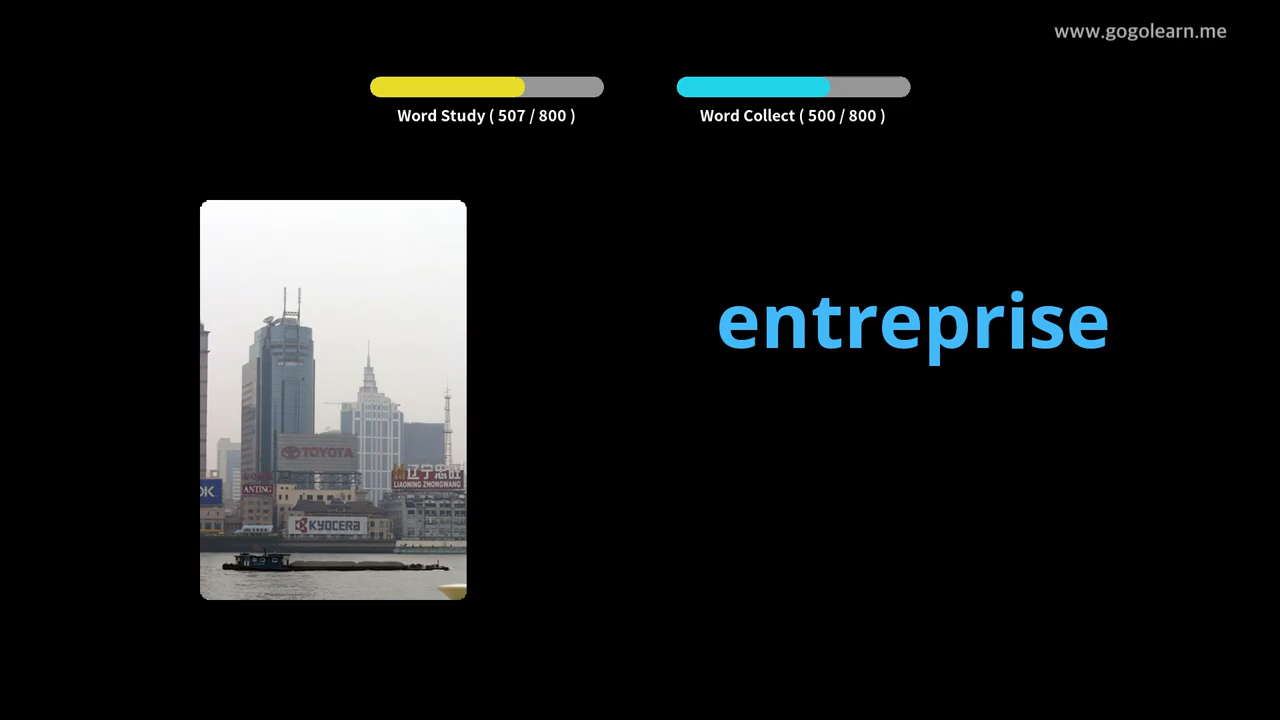 www.gogolearn.me
Word Study ( 507 / 800 )
Word Collect ( 500 / 800 )
entreprise
TOYOTA
辽宁忠旺
LIAONING ZHONGWANG
OK
ANTING
KYOCERA